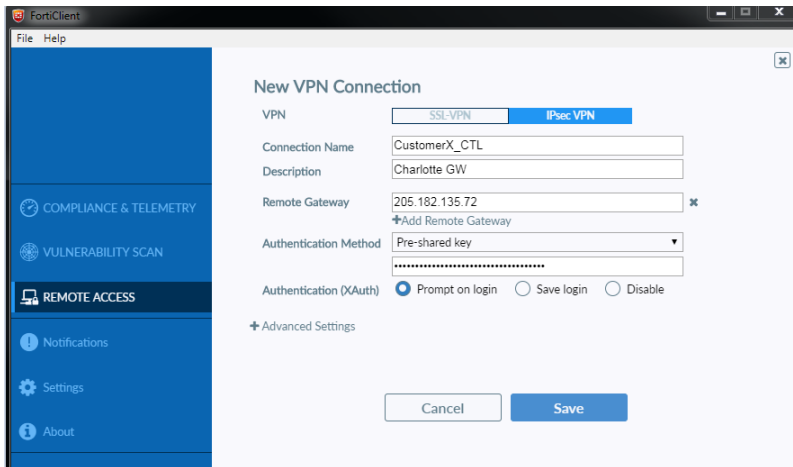 FortiClient
File Help
New VPN Connection
VPN SSL-VPN IPsec VPN
Connection Name CustomerX_CTL
Description Charlotte GW
Remote Gateway 205.182.135.72
+Add Remote Gateway
Authentication Method Pre-shared key
••••••••••••••••••••••••••••••••••••
Authentication (XAuth) Prompt on login Save login Disable
+ Advanced Settings
Cancel Save
COMPLIANCE & TELEMETRY
VULNERABILITY SCAN
REMOTE ACCESS
Notifications
Settings
About